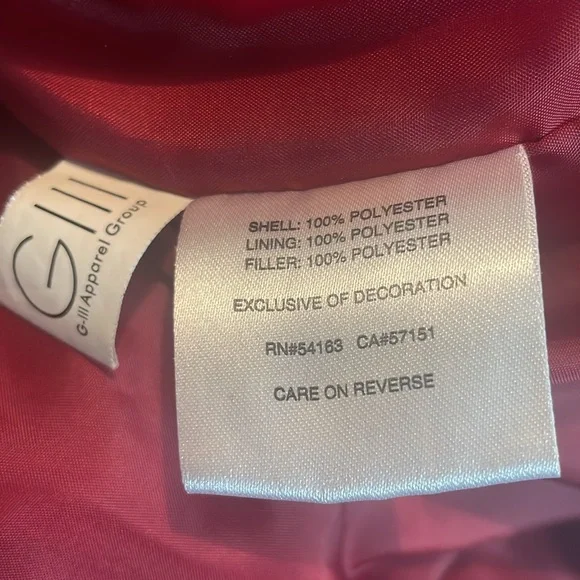 GIII
G-III Apparel Group
SHELL: 100% POLYESTER
LINING: 100% POLYESTER
FILLER: 100% POLYESTER
EXCLUSIVE OF DECORATION
RN#54163 CA#57151
CARE ON REVERSE